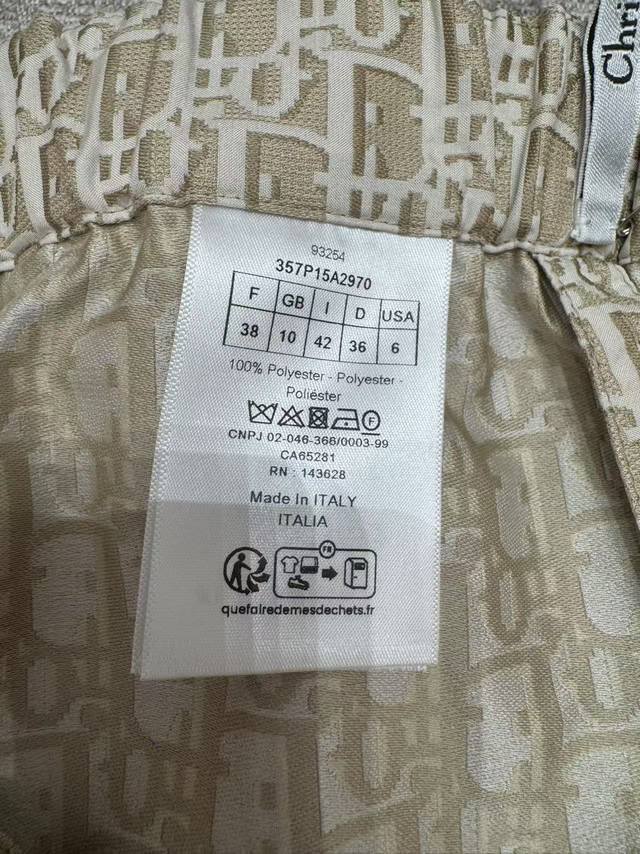 Chri
93254
357P15A2970
F GB I D USA
38 10 42 36 6
100% Polyester - Polyester -
Poliéster
F
CNPJ 02-046-366/0003-99
CA65281
RN : 143628
Made In ITALY
ITALIA
FR
quefairedemesdechets.fr